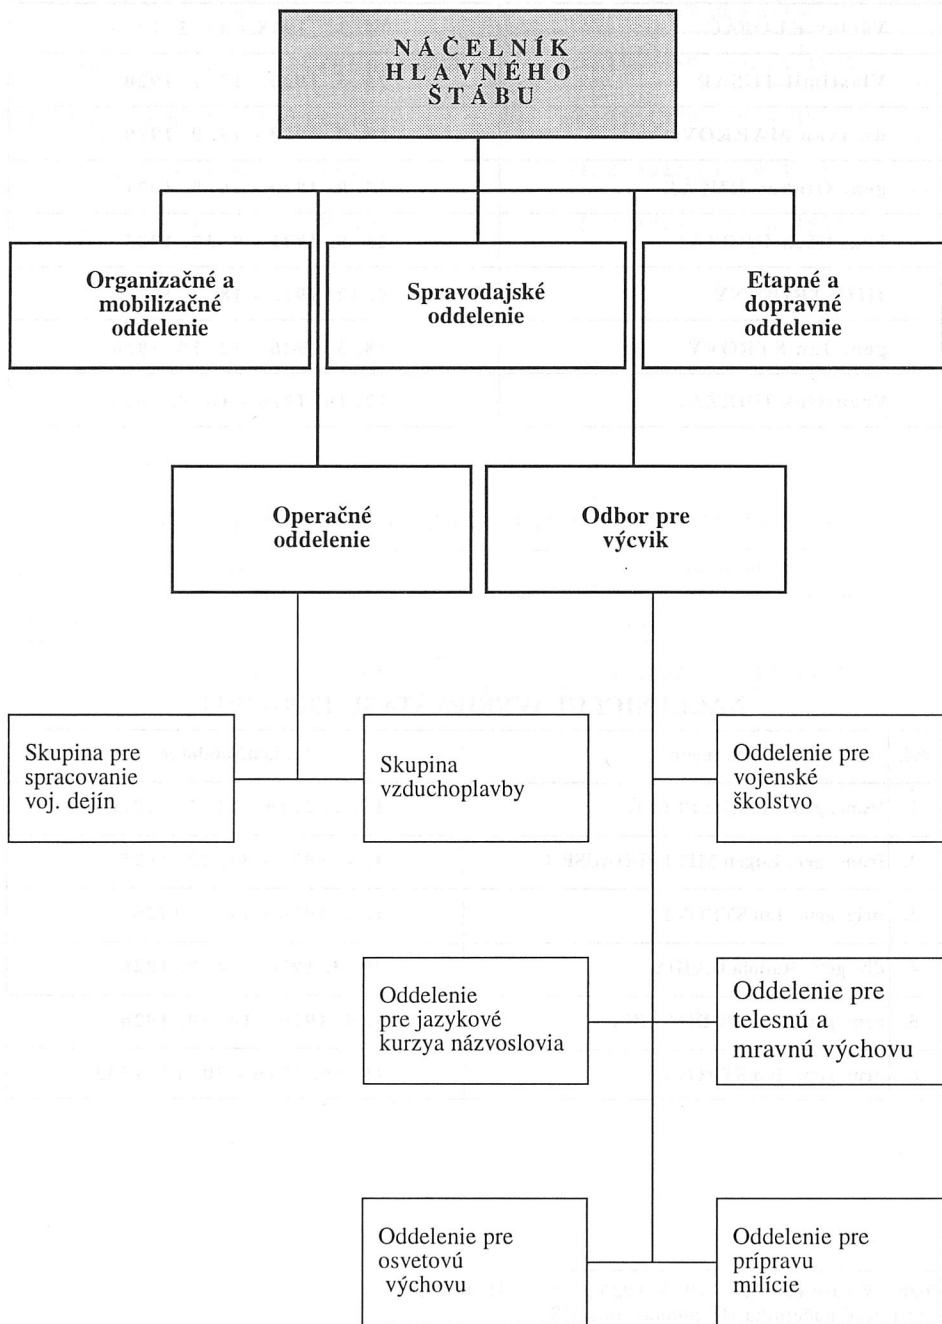 NÁČELNÍK
HLAVNÉHO
ŠTÁBU
Organizačné a
mobilizačné
oddelenie
Spravodajské
oddelenie
Etapné a
dopravné
oddelenie
Operačné
oddelenie
Odbor pre
výcvik
Skupina pre
spracovanie
voj. dejín
Skupina
vzduchoplavby
Oddelenie pre
vojenské
školstvo
Oddelenie
pre jazykové
kurzya názvoslovia
Oddelenie pre
telesnú a
mravnú výchovu
Oddelenie pre
osvetovú
výchovu
Oddelenie pre
prípravu
milície